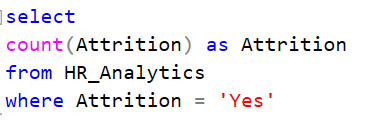 select
count(Attrition) as Attrition
from HR_Analytics
where Attrition = 'Yes'